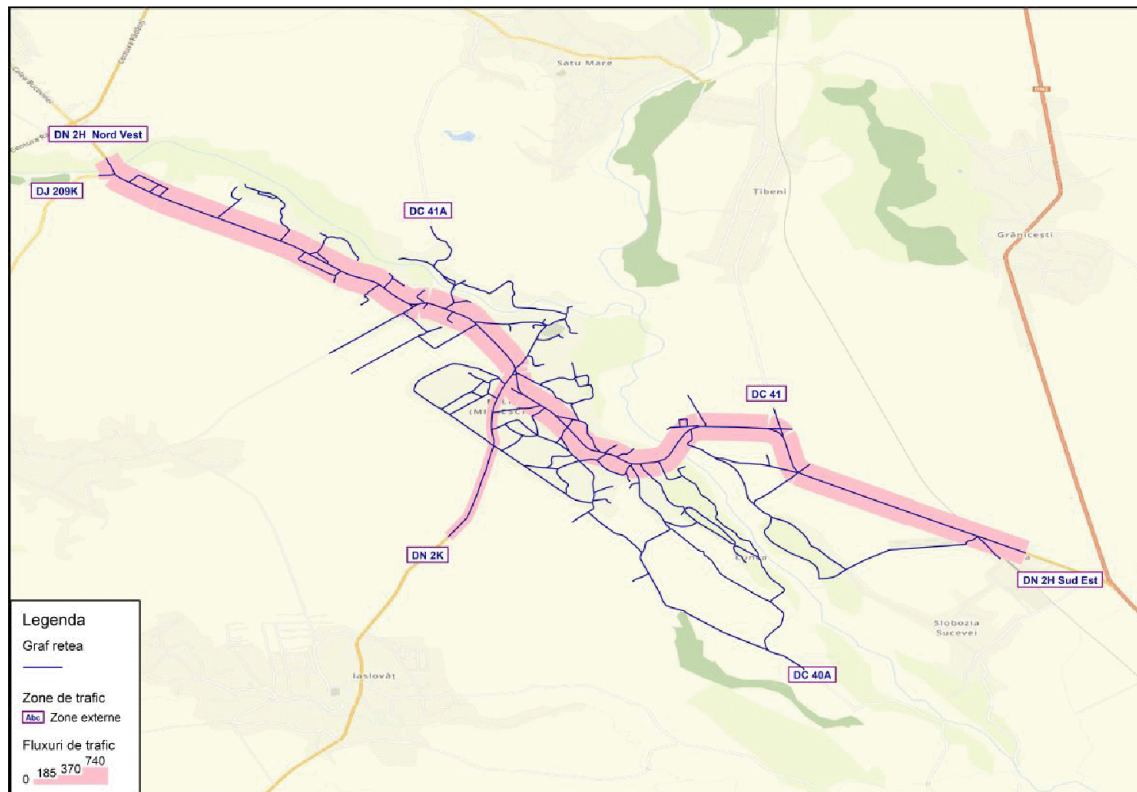 Satu Mare
DN 2H Nord Vest
DJ 209K
Țibeni
DC 41A
Grănicești
DC 41
DN 2K
DN 2H Sud Est
Slobozia
Sucevei
Iaslovăț
DC 40A
Legenda
Graf retea
Zone de trafic
Abc Zone externe
Fluxuri de trafic
0 185 370 740